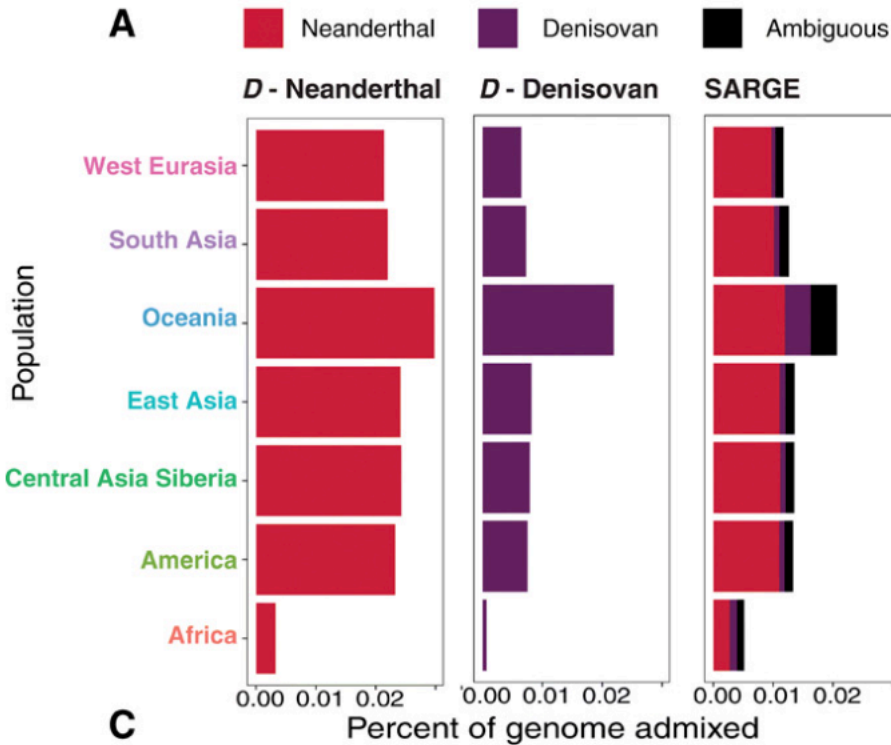 A Neanderthal Denisovan Ambiguous
D - Neanderthal D - Denisovan SARGE
Population
West Eurasia
South Asia
Oceania
East Asia
Central Asia Siberia
America
Africa
0.00 0.01 0.02 0.00 0.01 0.02 0.00 0.01 0.02
C Percent of genome admixed